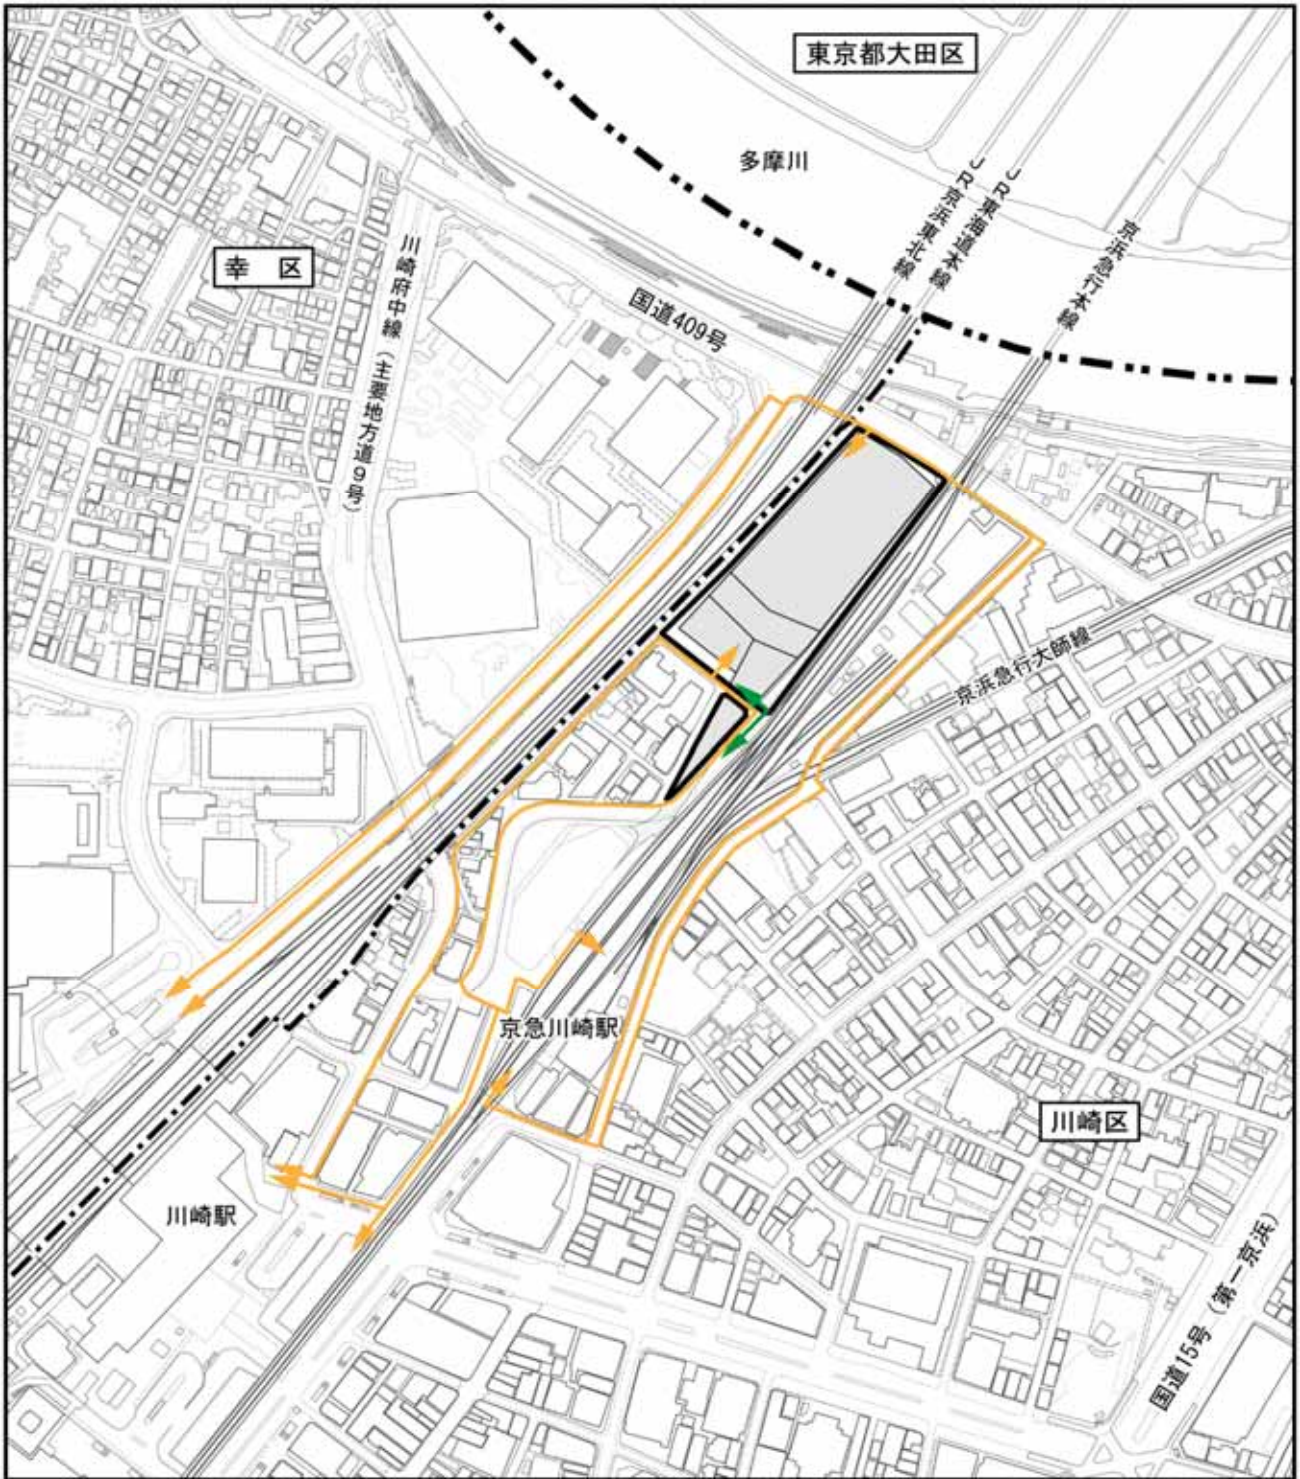 東京都大田区
多摩川
JR東海道本線
JR京浜東北線
京浜急行本線
幸 区
川崎府中線（主要地方道9号）
国道409号
京浜急行大師線
京急川崎駅
川崎区
川崎駅
国道15号（第一京浜）